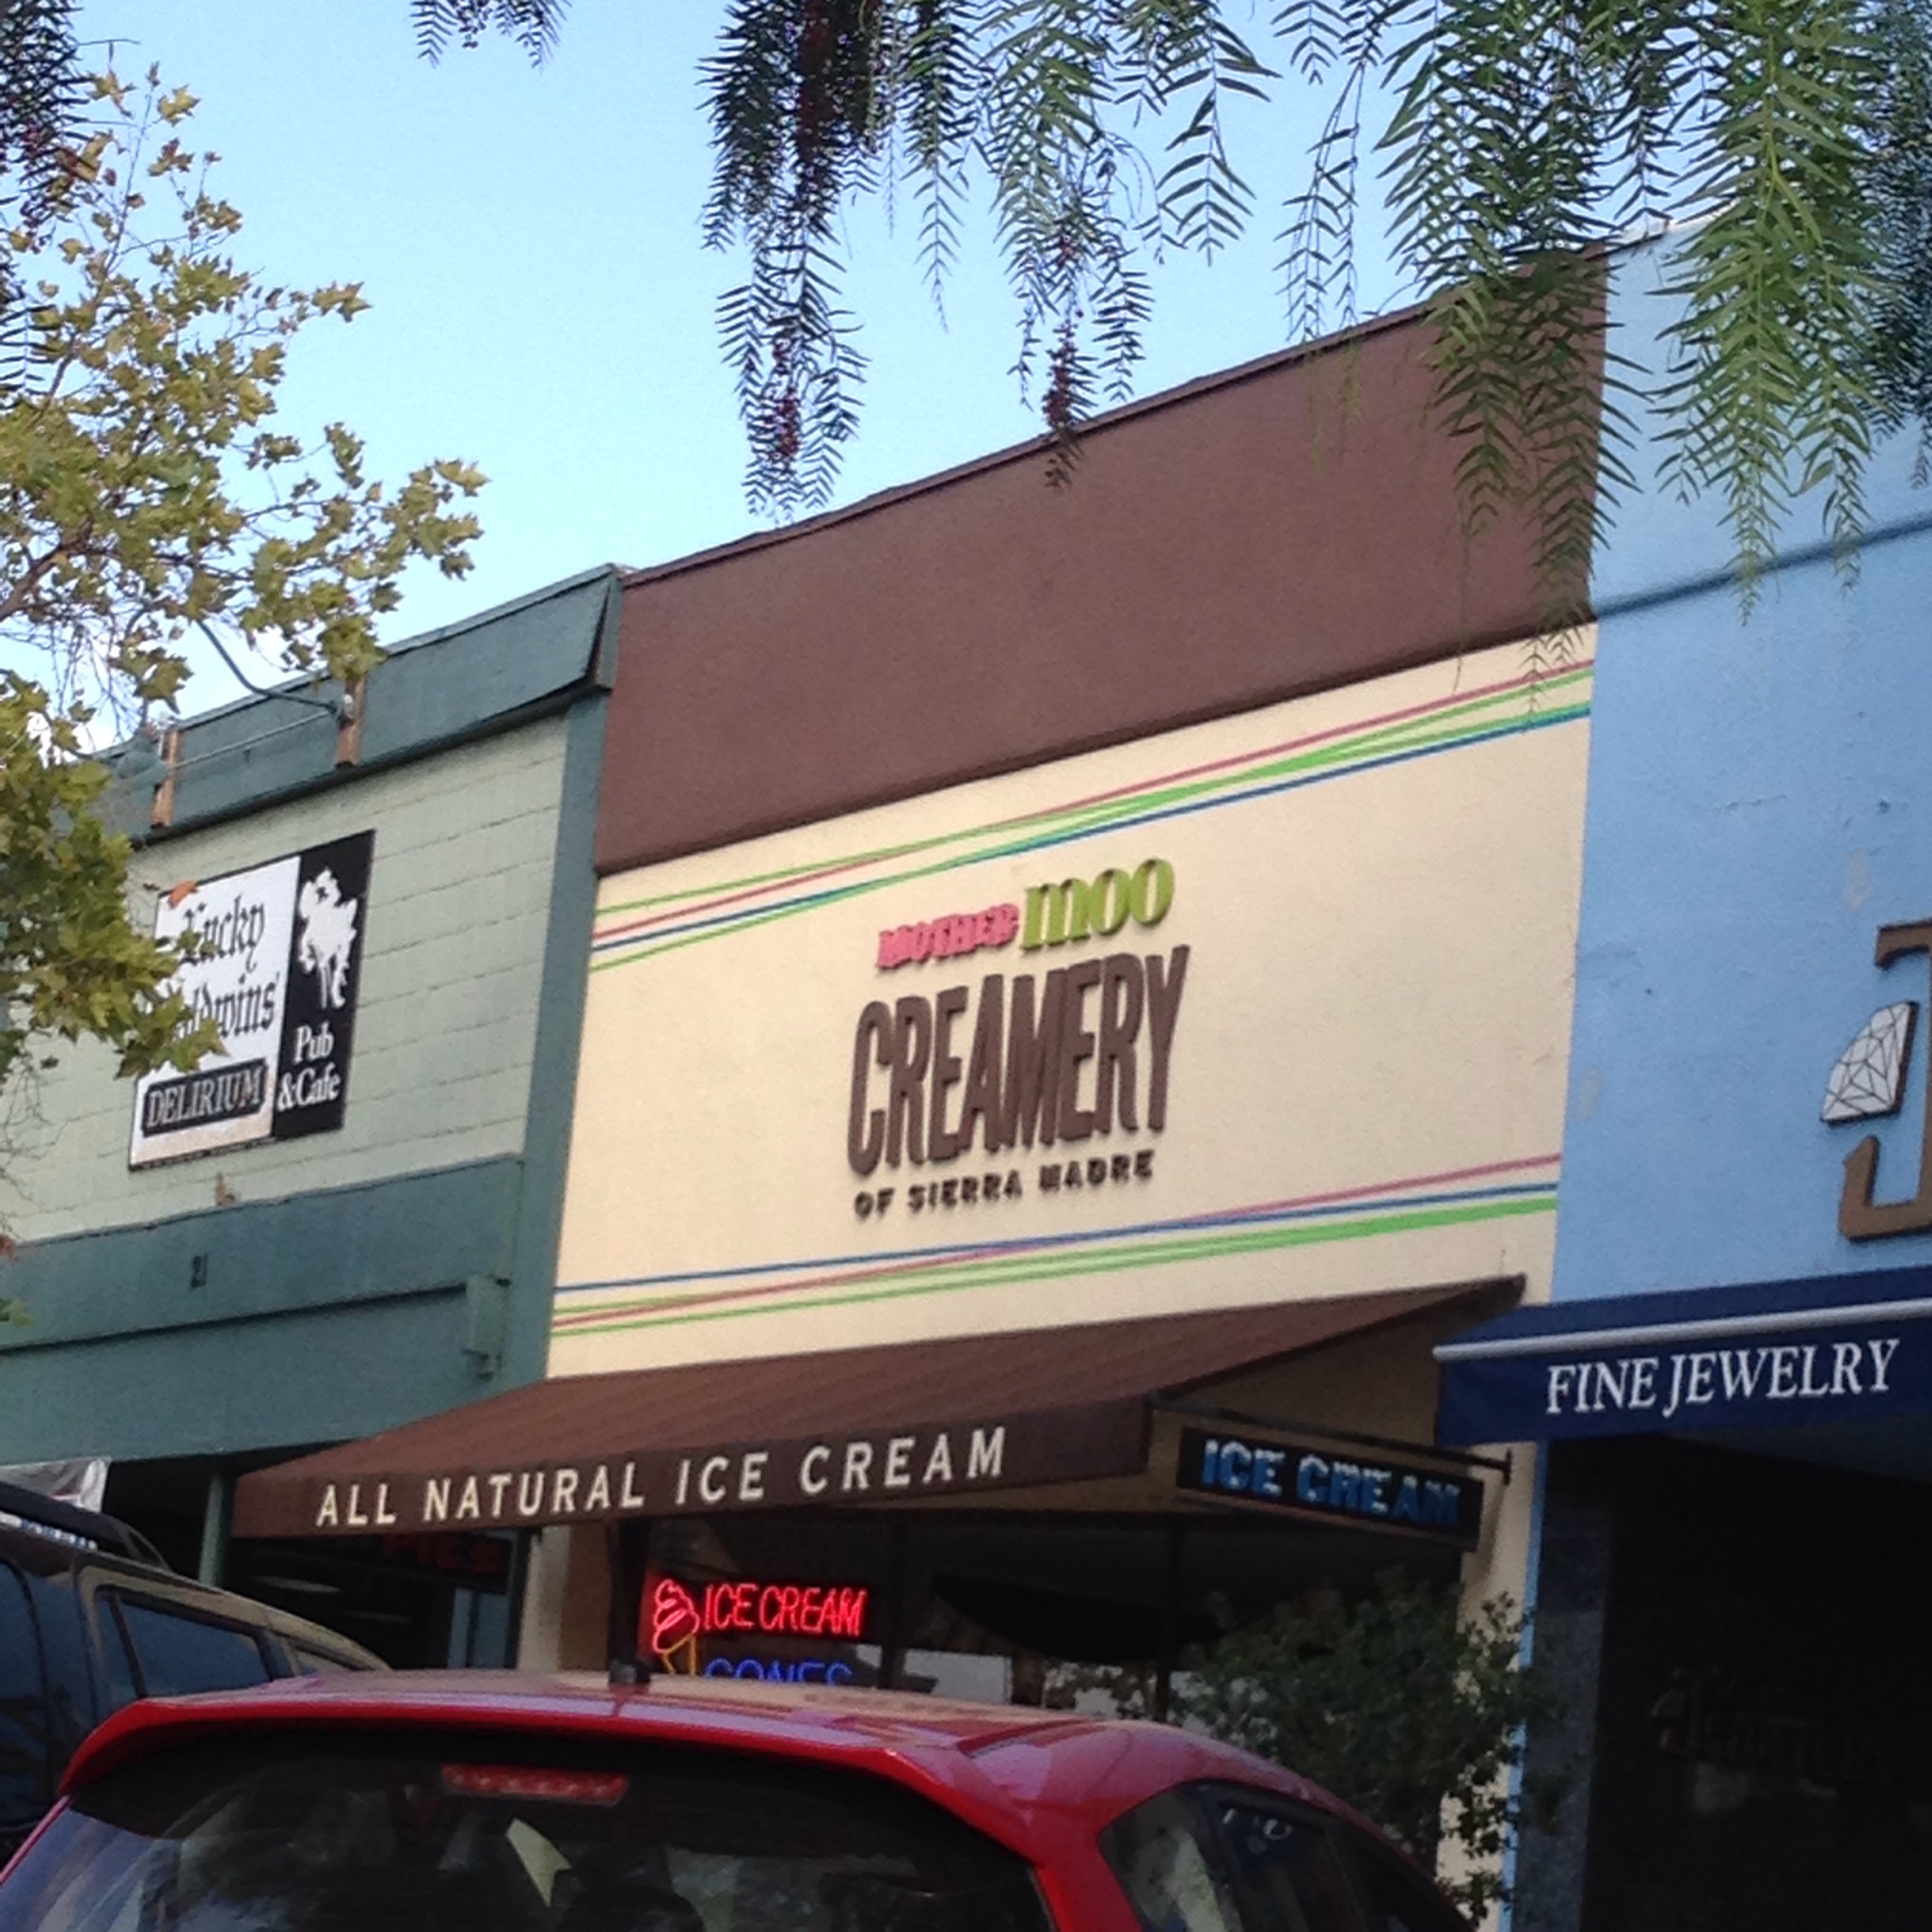 Lucky
Baldwins'
DELIRIUM
Pub
&Cafe
21
MOTHER moo
CREAMERY
OF SIERRA MADRE
FINE JEWELRY
ALL NATURAL ICE CREAM
ICE CREAM
ICE CREAM
CONES